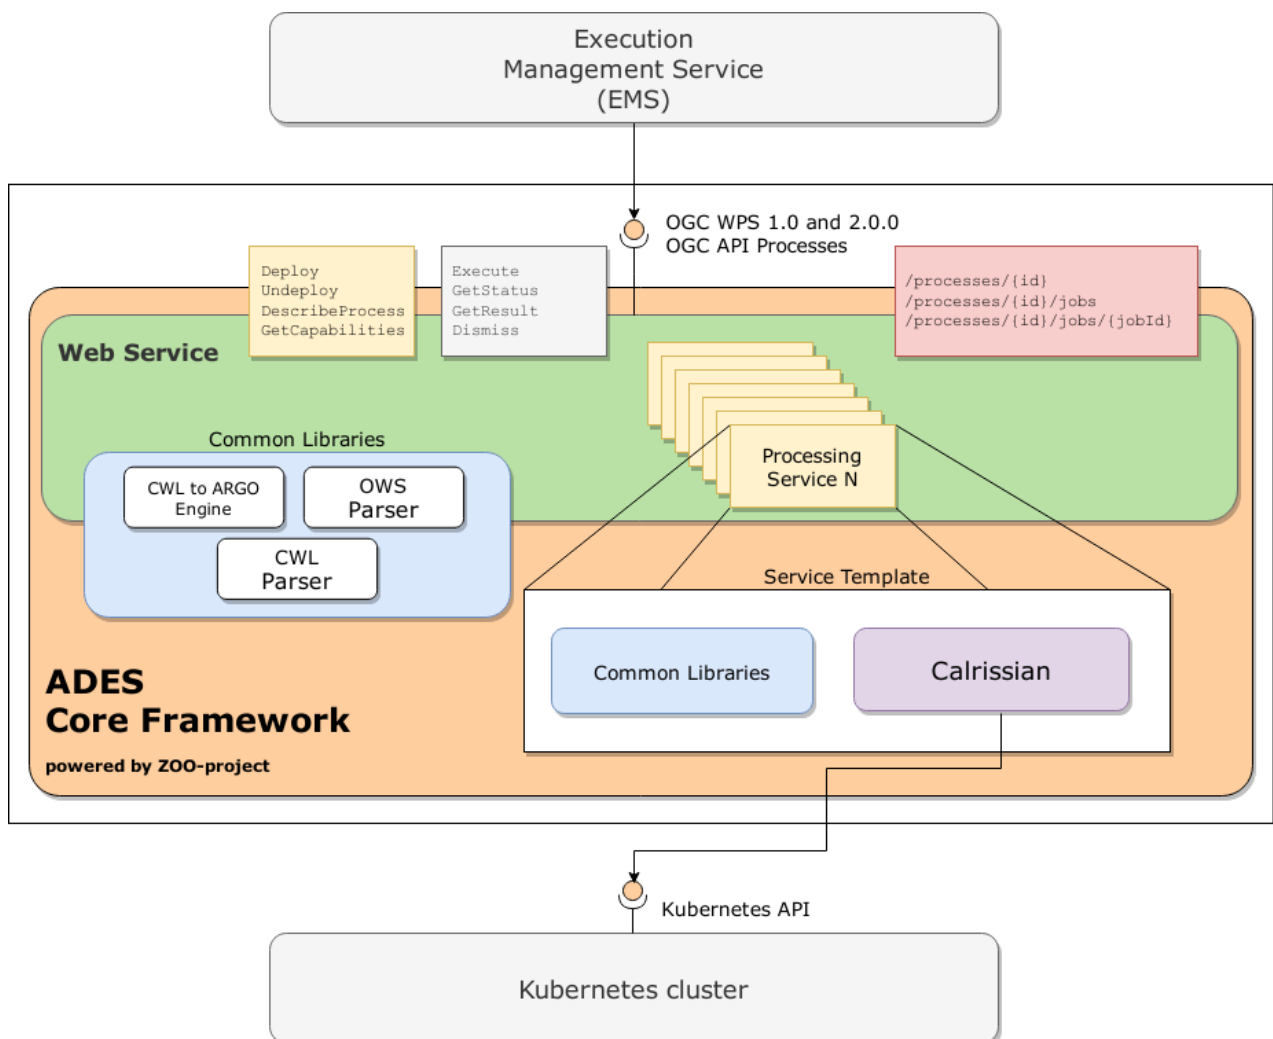 Execution
Management Service
(EMS)
OGC WPS 1.0 and 2.0.0
OGC API Processes
Deploy
Undeploy
DescribeProcess
GetCapabilities
Execute
GetStatus
GetResult
Dismiss
/processes/{id}
/processes/{id}/jobs
/processes/{id}/jobs/{jobId}
Web Service
Common Libraries
CWL to ARGO
Engine
OWS
Parser
CWL
Parser
Processing
Service N
Service Template
Common Libraries
Calrissian
ADES
Core Framework
powered by ZOO-project
Kubernetes API
Kubernetes cluster